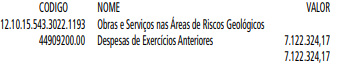 CODIGO NOME VALOR
12.10.15.543.3022.1193 Obras e Serviços nas Áreas de Riscos Geológicos
44909200.00 Despesas de Exercícios Anteriores 7.122.324,17
7.122.324,17